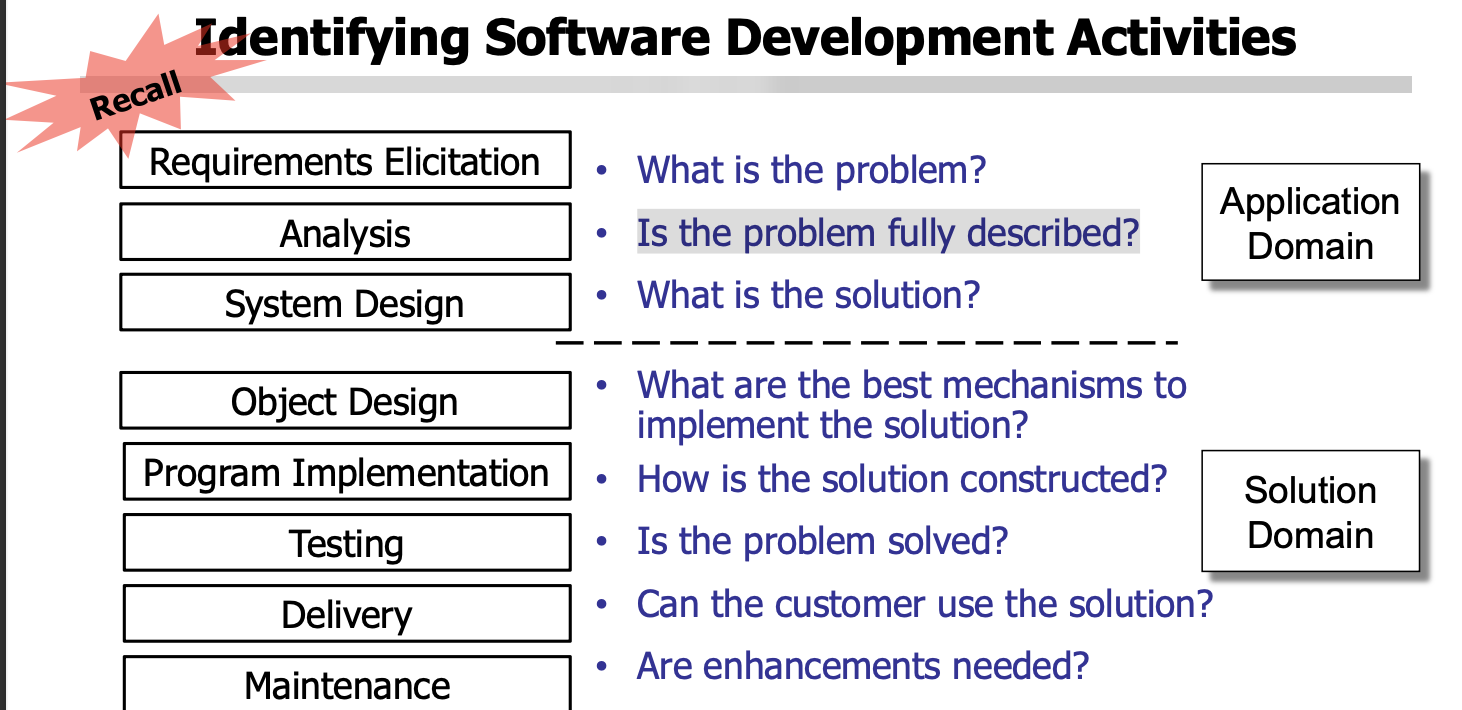 Identifying Software Development Activities
Recall
Requirements Elicitation
• What is the problem?
Analysis
• Is the problem fully described?
System Design
• What is the solution?
Application
Domain
Object Design
• What are the best mechanisms to
implement the solution?
Program Implementation
• How is the solution constructed?
Testing
• Is the problem solved?
Delivery
• Can the customer use the solution?
Maintenance
• Are enhancements needed?
Solution
Domain